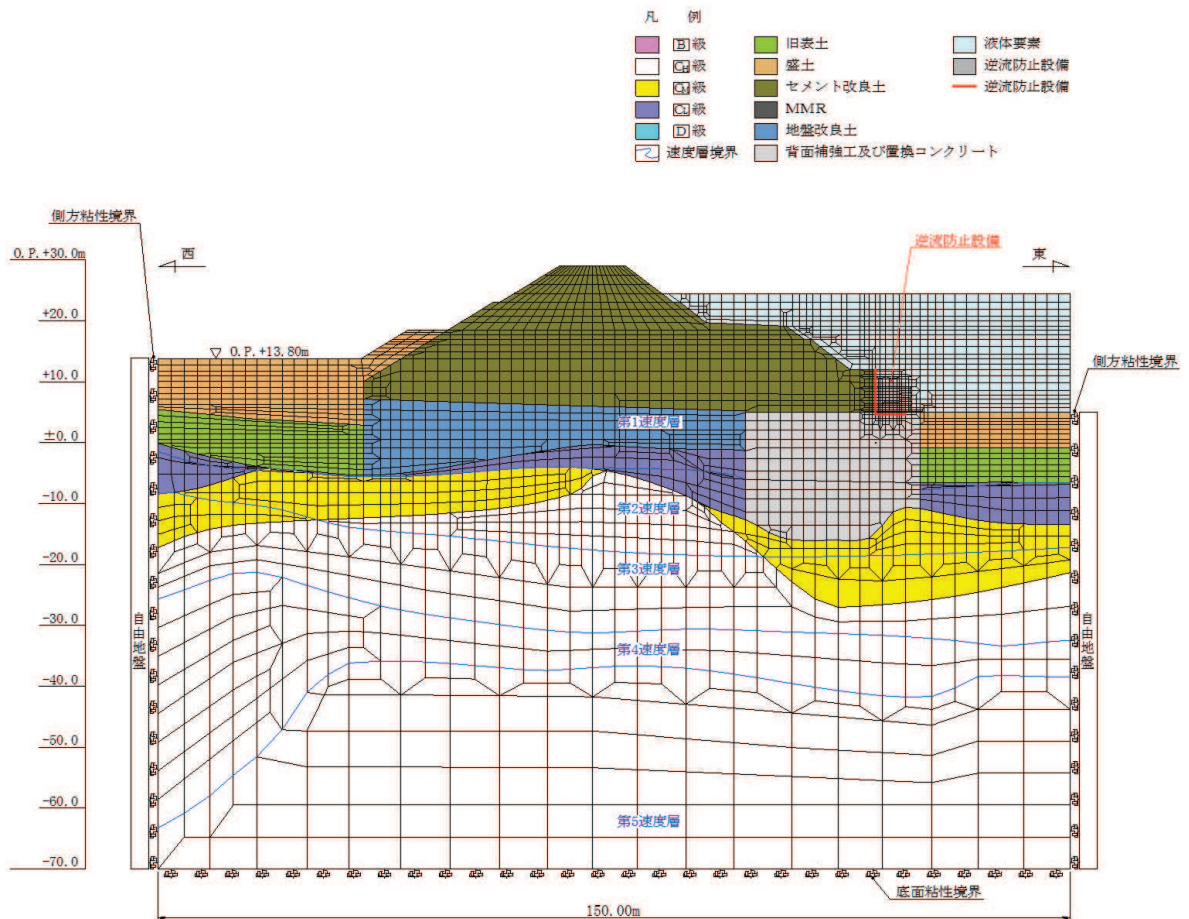 凡 例
B級
CH級
CM級
CL級
D級
速度層境界
旧表土
盛土
セメント改良土
MMR
地盤改良土
背面補強工及び置換コンクリート
液体要素
逆流防止設備
逆流防止設備
側方粘性境界
O.P.+30.0m
西
逆流防止設備
東
+20.0
O.P.+13.80m
側方粘性境界
+10.0
±0.0
第1速度層
-10.0
第2速度層
-20.0
第3速度層
-30.0
自由地盤
自由地盤
第4速度層
-40.0
-50.0
-60.0
第5速度層
-70.0
底面粘性境界
150.00m